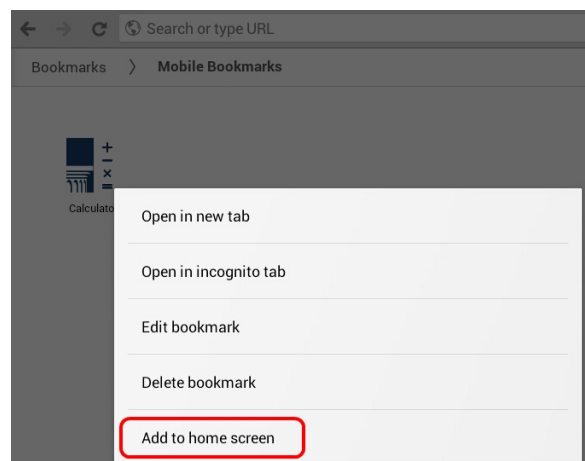 Search or type URL
Bookmarks > Mobile Bookmarks
Calculato
Open in new tab
Open in incognito tab
Edit bookmark
Delete bookmark
Add to home screen